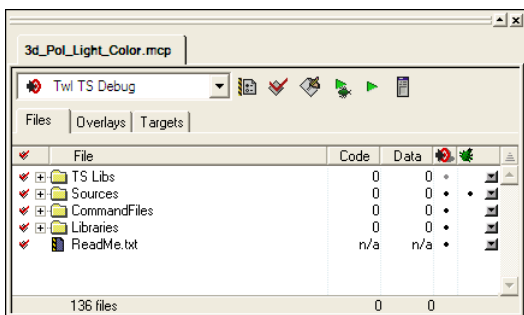 3d_Pol_Light_Color.mcp
Twl TS Debug
Files Overlays Targets
File Code Data
TS Libs 0 0
Sources 0 0
CommandFiles 0 0
Libraries 0 0
ReadMe.txt n/a n/a
136 files 0 0